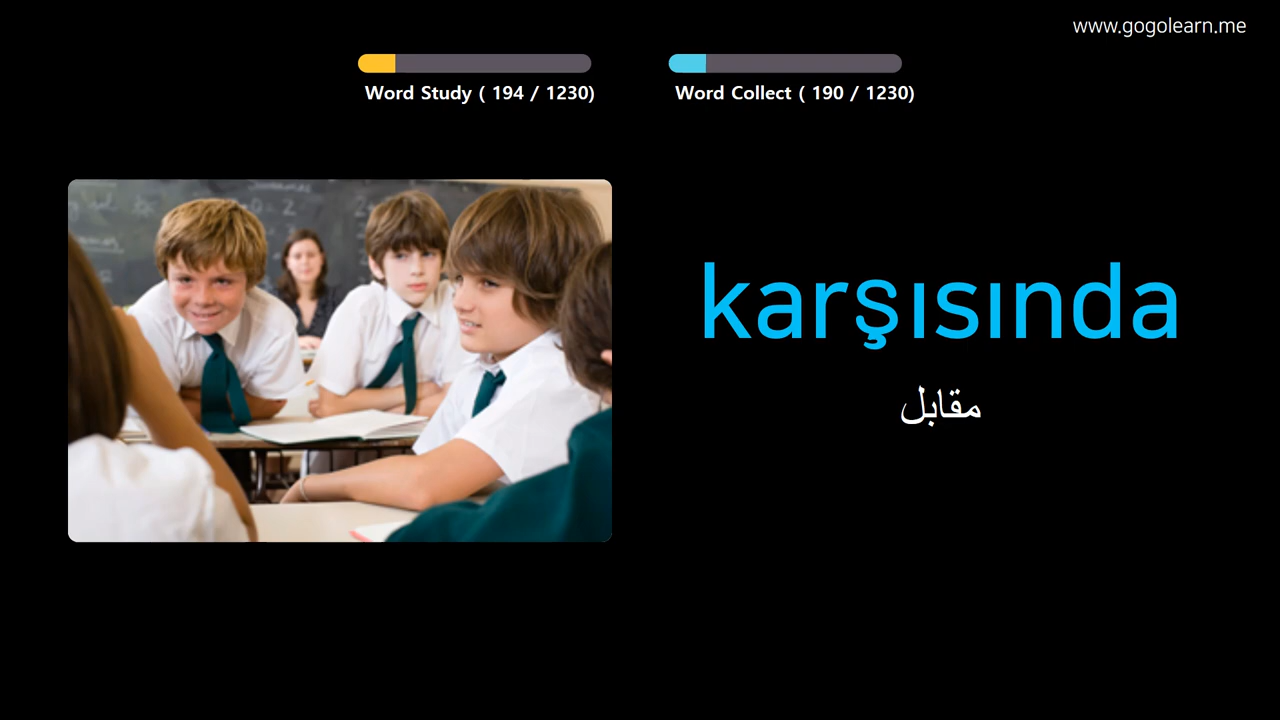 www.gogolearn.me
Word Study ( 194 / 1230)
Word Collect ( 190 / 1230)
karşısında
مقابل